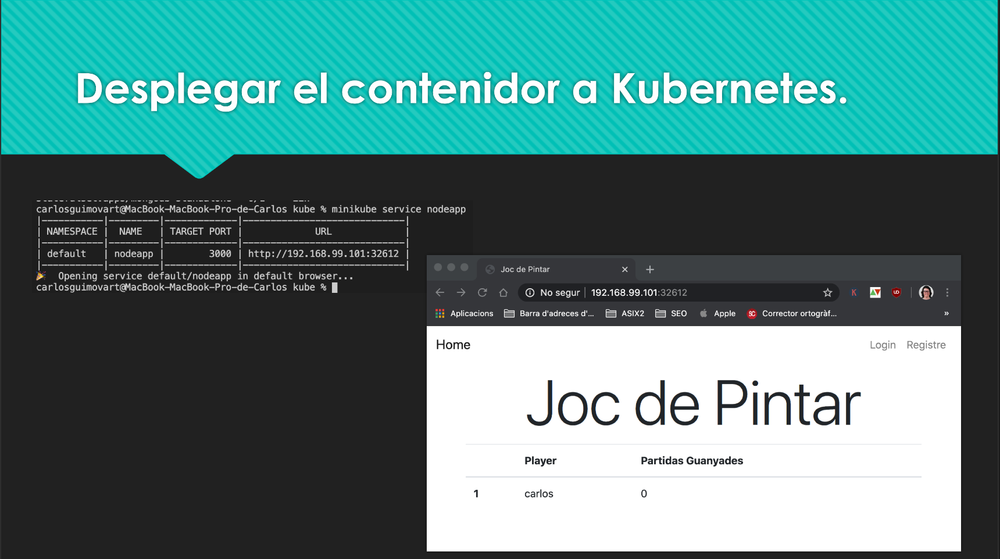 Desplegar el contenidor a Kubernetes.
carlosguimovart@MacBook-MacBook-Pro-de-Carlos kube % minikube service nodeapp
|-----------|---------|-------------|-----------------------------|
| NAMESPACE | NAME | TARGET PORT | URL |
|-----------|---------|-------------|-----------------------------|
| default | nodeapp | 3000 | http://192.168.99.101:32612 |
|-----------|---------|-------------|-----------------------------|
🎉 Opening service default/nodeapp in default browser...
carlosguimovart@MacBook-MacBook-Pro-de-Carlos kube %
Joc de Pintar
No segur | 192.168.99.101:32612
Aplicacions Barra d'adreces d'... ASIX2 SEO Apple SC Corrector ortogràf... »
Home Login Registre
Joc de Pintar
Player Partidas Guanyades
1 carlos 0